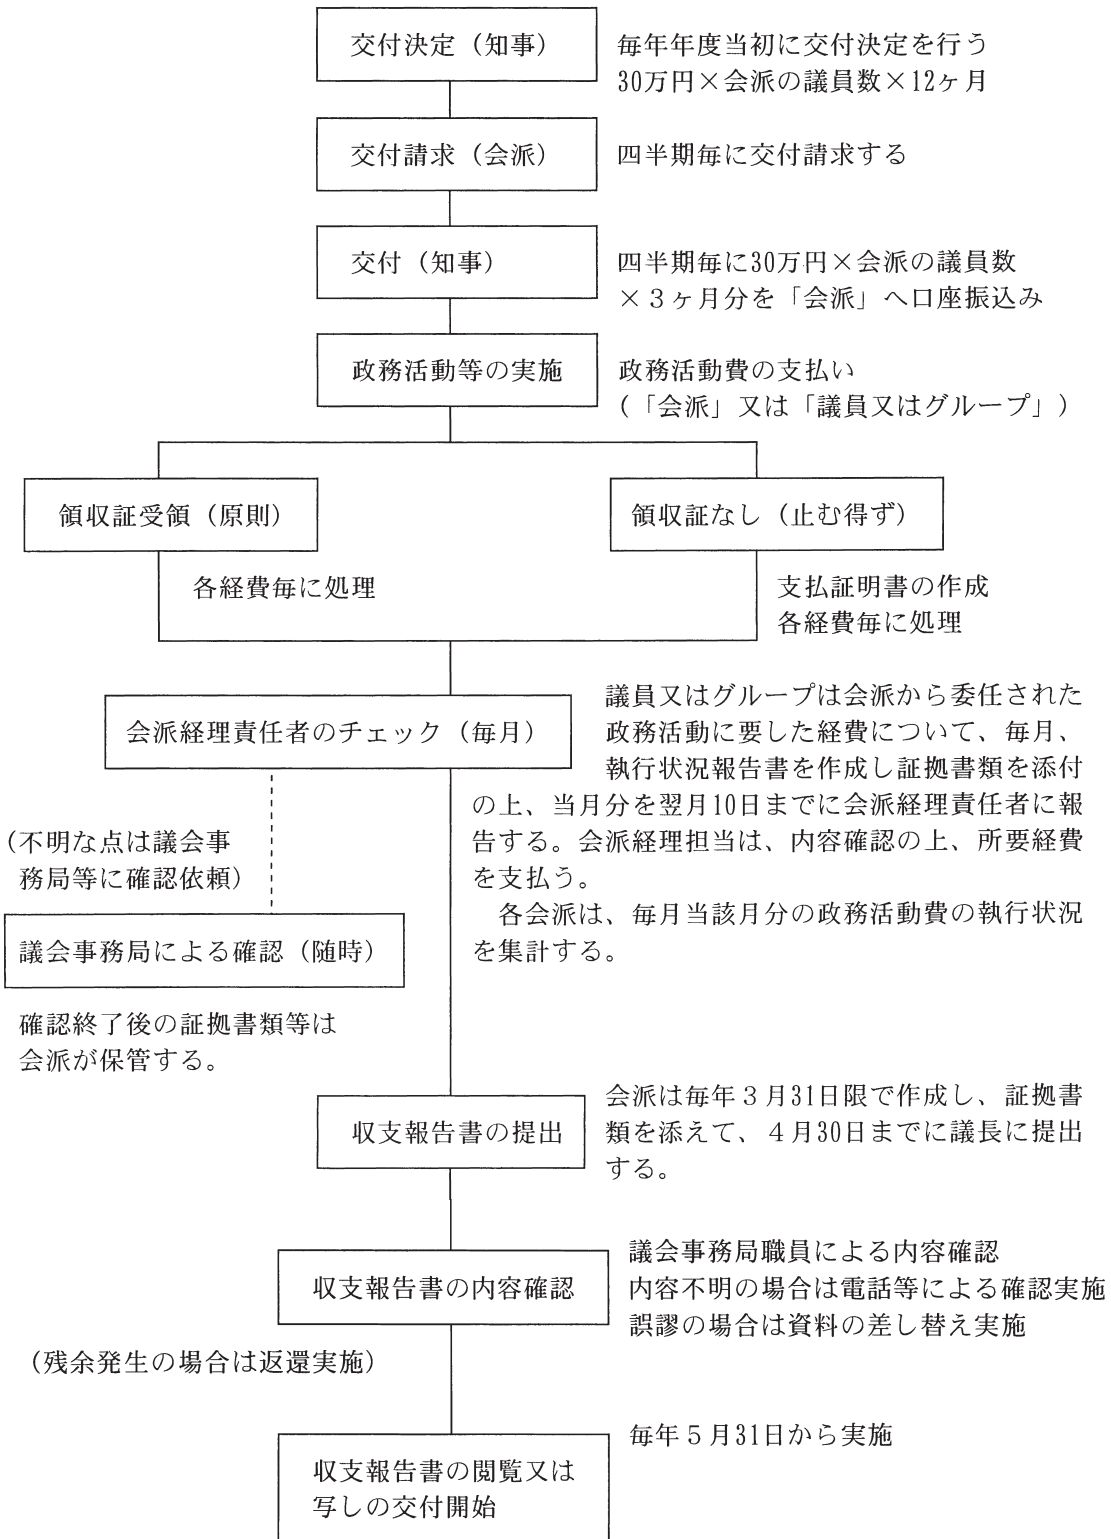 交付決定（知事）
毎年年度当初に交付決定を行う
30万円×会派の議員数×12ヶ月
交付請求（会派）
四半期毎に交付請求する
交付（知事）
四半期毎に30万円×会派の議員数
×３ヶ月分を「会派」へ口座振込み
政務活動等の実施
政務活動費の支払い
（「会派」又は「議員又はグループ」）
領収証受領（原則）
領収証なし（止む得ず）
各経費毎に処理
支払証明書の作成
各経費毎に処理
会派経理責任者のチェック（毎月）
議員又はグループは会派から委任された
政務活動に要した経費について、毎月、
執行状況報告書を作成し証拠書類を添付
の上、当月分を翌月10日までに会派経理責任者に報
告する。会派経理担当は、内容確認の上、所要経費
を支払う。
　各会派は、毎月当該月分の政務活動費の執行状況
を集計する。
（不明な点は議会事
務局等に確認依頼）
議会事務局による確認（随時）
確認終了後の証拠書類等は
会派が保管する。
収支報告書の提出
会派は毎年３月31日限で作成し、証拠書
類を添えて、４月30日までに議長に提出
する。
収支報告書の内容確認
議会事務局職員による内容確認
内容不明の場合は電話等による確認実施
誤謬の場合は資料の差し替え実施
（残余発生の場合は返還実施）
毎年５月31日から実施
収支報告書の閲覧又は
写しの交付開始